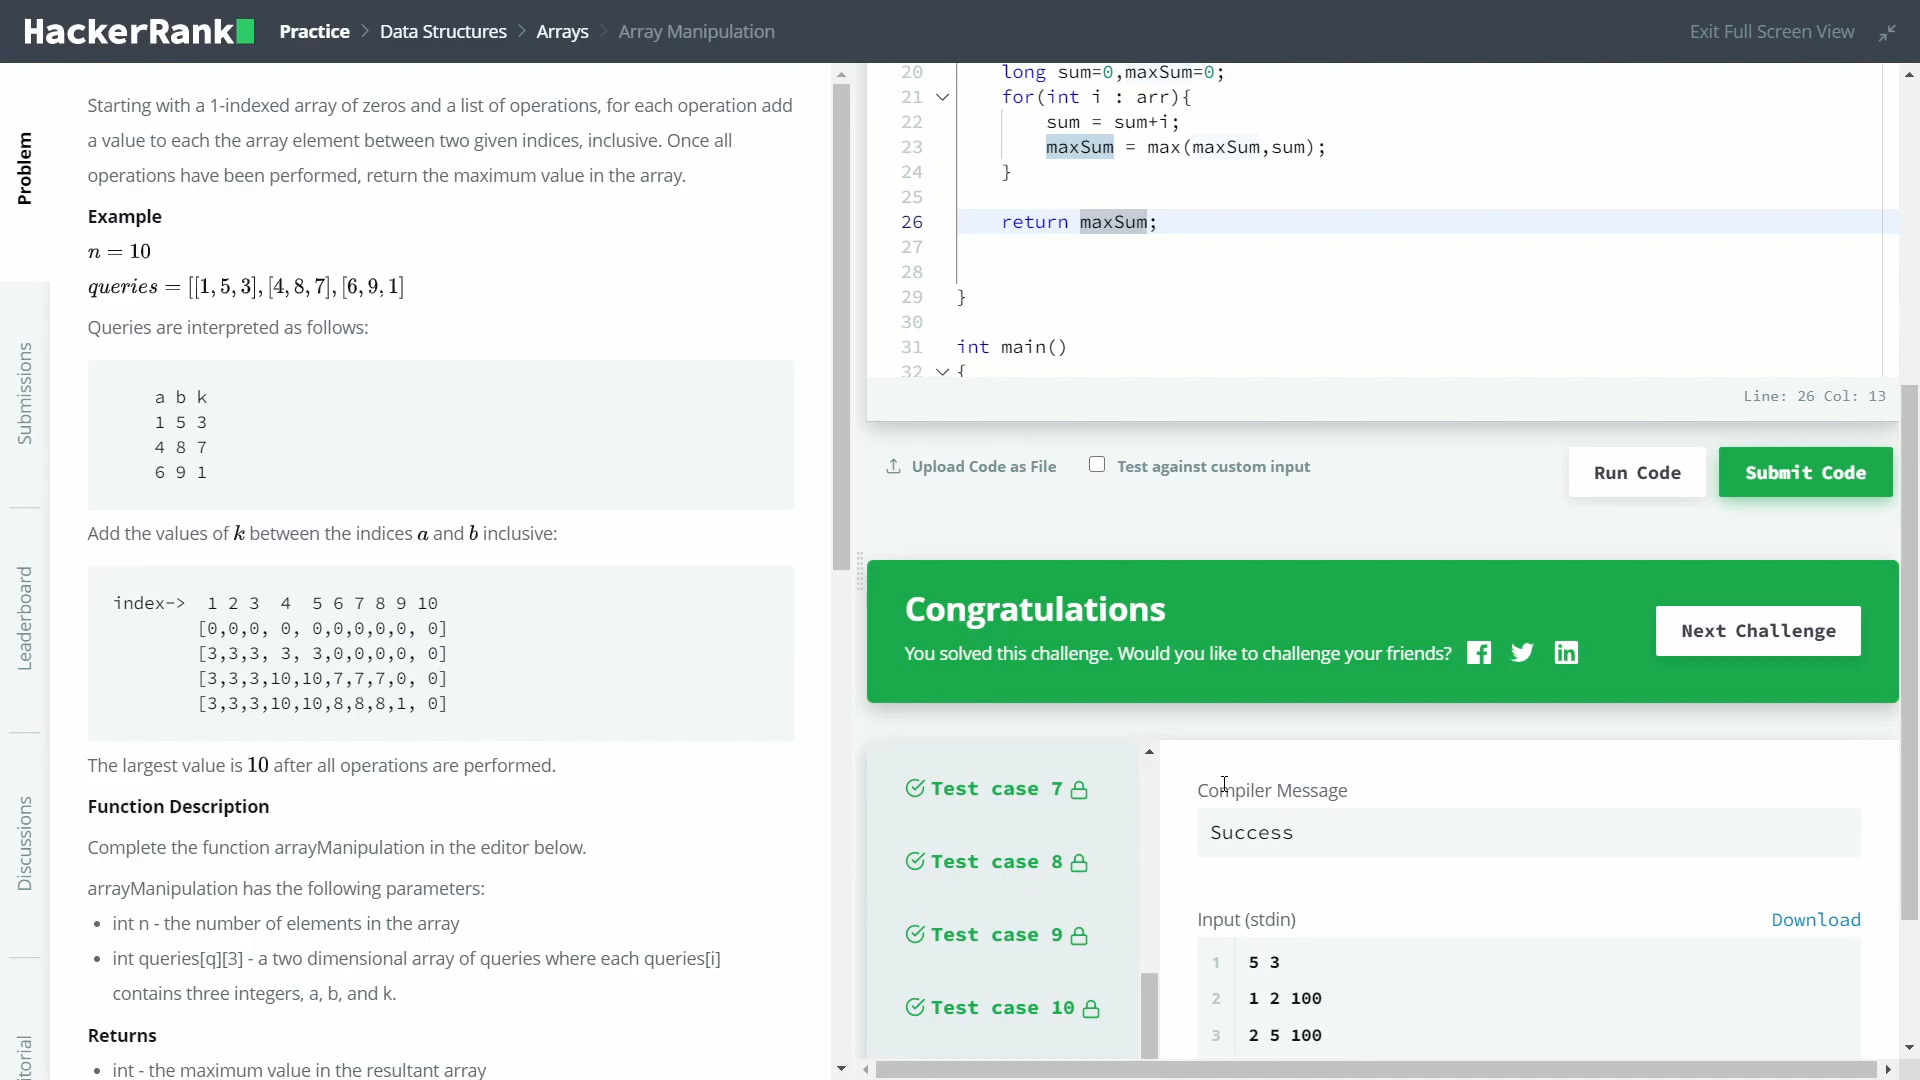 HackerRank Practice > Data Structures > Arrays > Array Manipulation Exit Full Screen View
Problem
Submissions
Leaderboard
Discussions
itorial
Starting with a 1-indexed array of zeros and a list of operations, for each operation add
a value to each the array element between two given indices, inclusive. Once all
operations have been performed, return the maximum value in the array.
Example
n = 10
queries = [[1, 5, 3], [4, 8, 7], [6, 9, 1]
Queries are interpreted as follows:
a b k
1 5 3
4 8 7
6 9 1
Add the values of k between the indices a and b inclusive:
index-> 1 2 3 4 5 6 7 8 9 10
[0,0,0, 0, 0,0,0,0,0, 0]
[3,3,3, 3, 3,0,0,0,0, 0]
[3,3,3,10,10,7,7,7,0, 0]
[3,3,3,10,10,8,8,8,1, 0]
The largest value is 10 after all operations are performed.
Function Description
Complete the function arrayManipulation in the editor below.
arrayManipulation has the following parameters:
• int n - the number of elements in the array
• int queries[q][3] - a two dimensional array of queries where each queries[i]
contains three integers, a, b, and k.
Returns
• int - the maximum value in the resultant array
20 long sum=0,maxSum=0;
21 for(int i : arr){
22 sum = sum+i;
23 maxSum = max(maxSum,sum);
24 }
25
26 return maxSum;
27
28
29 }
30
31 int main()
32 {
Line: 26 Col: 13
Upload Code as File Test against custom input Run Code Submit Code
Congratulations
You solved this challenge. Would you like to challenge your friends?
Next Challenge
Test case 7
Test case 8
Test case 9
Test case 10
Compiler Message
Success
Input (stdin) Download
1 5 3
2 1 2 100
3 2 5 100